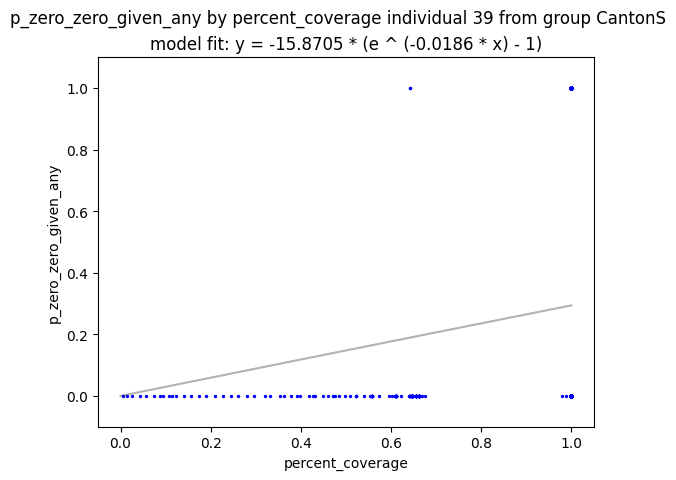 p_zero_zero_given_any by percent_coverage individual 39 from group CantonS
model fit: y = -15.8705 * (e ^ (-0.0186 * x) - 1)
1.0
0.8
0.6
0.4
0.2
0.0
p_zero_zero_given_any
0.0 0.2 0.4 0.6 0.8 1.0
percent_coverage